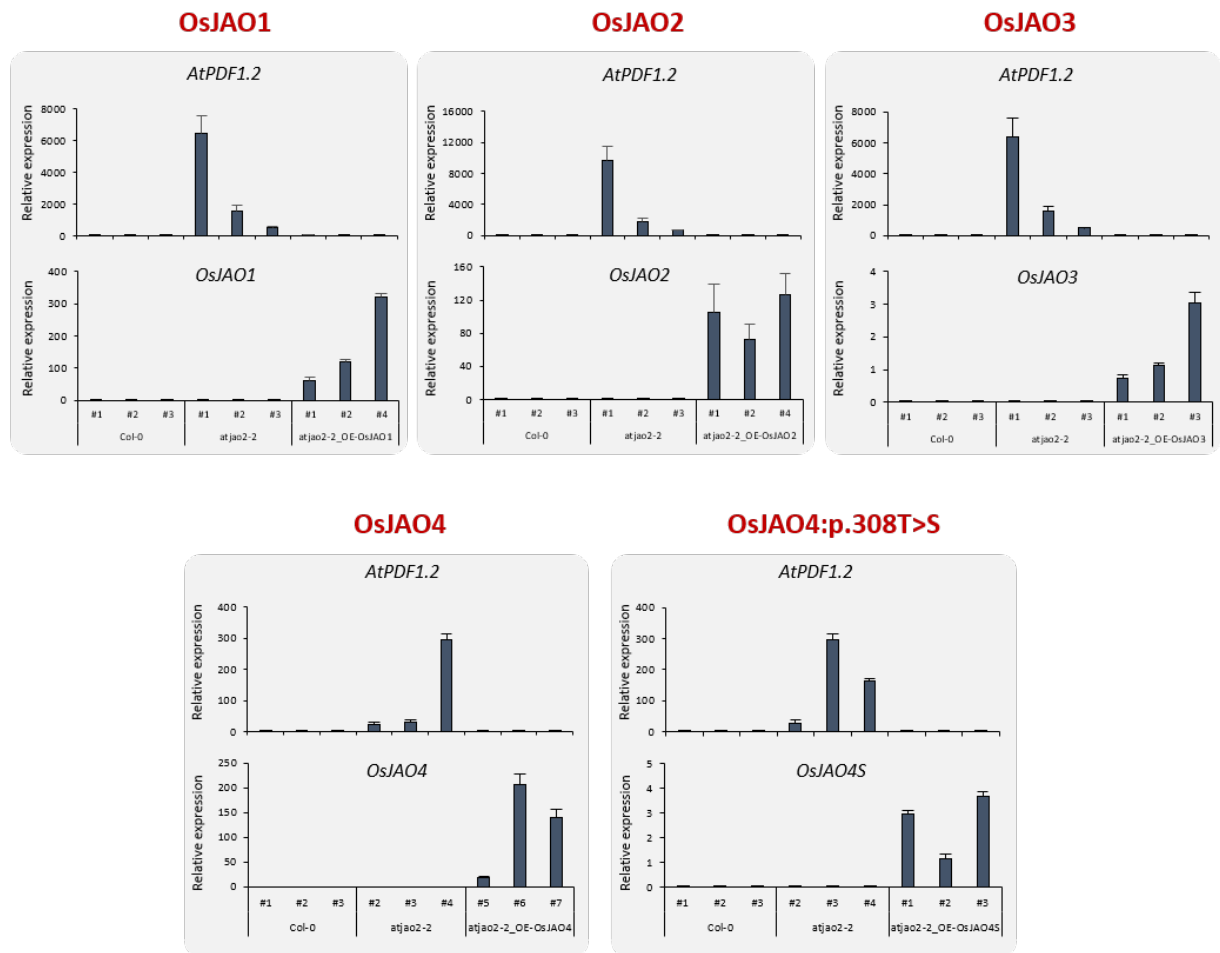 OsJAO1 OsJAO2 OsJAO3
AtPDF1.2
Relative expression
8000
6000
4000
2000
0
OsJAO1
Relative expression
400
300
200
100
0
#1 #2 #3 #1 #2 #3 #1 #2 #4
Col-0 atjao2-2 atjao2-2_OE-OsJAO1
AtPDF1.2
Relative expression
16000
12000
8000
4000
0
OsJAO2
Relative expression
160
120
80
40
0
#1 #2 #3 #1 #2 #3 #1 #2 #4
Col-0 atjao2-2 atjao2-2_OE-OsJAO2
AtPDF1.2
Relative expression
8000
6000
4000
2000
0
OsJAO3
Relative expression
4
3
2
1
0
#1 #2 #3 #1 #2 #3 #1 #2 #3
Col-0 atjao2-2 atjao2-2_OE-OsJAO3
OsJAO4 OsJAO4:p.308T>S
AtPDF1.2
Relative expression
400
300
200
100
0
OsJAO4
Relative expression
250
200
150
100
50
0
#1 #2 #3 #2 #3 #4 #5 #6 #7
Col-0 atjao2-2 atjao2-2_OE-OsJAO4
AtPDF1.2
Relative expression
400
300
200
100
0
OsJAO4S
Relative expression
5
4
3
2
1
0
#1 #2 #3 #2 #3 #4 #1 #2 #3
Col-0 atjao2-2 atjao2-2_OE-OsJAO4S